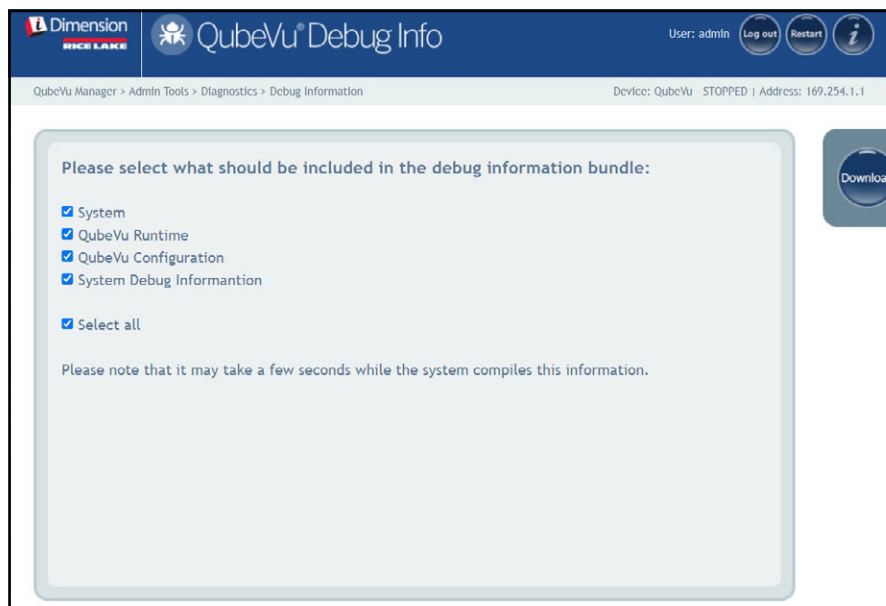 iDimension
RICE LAKE
QubeVu® Debug Info
User: admin
Log out
Restart
i
QubeVu Manager > Admin Tools > Diagnostics > Debug Information
Device: QubeVu - STOPPED | Address: 169.254.1.1
Please select what should be included in the debug information bundle:
System
QubeVu Runtime
QubeVu Configuration
System Debug Informantion
Select all
Please note that it may take a few seconds while the system compiles this information.
Downloa